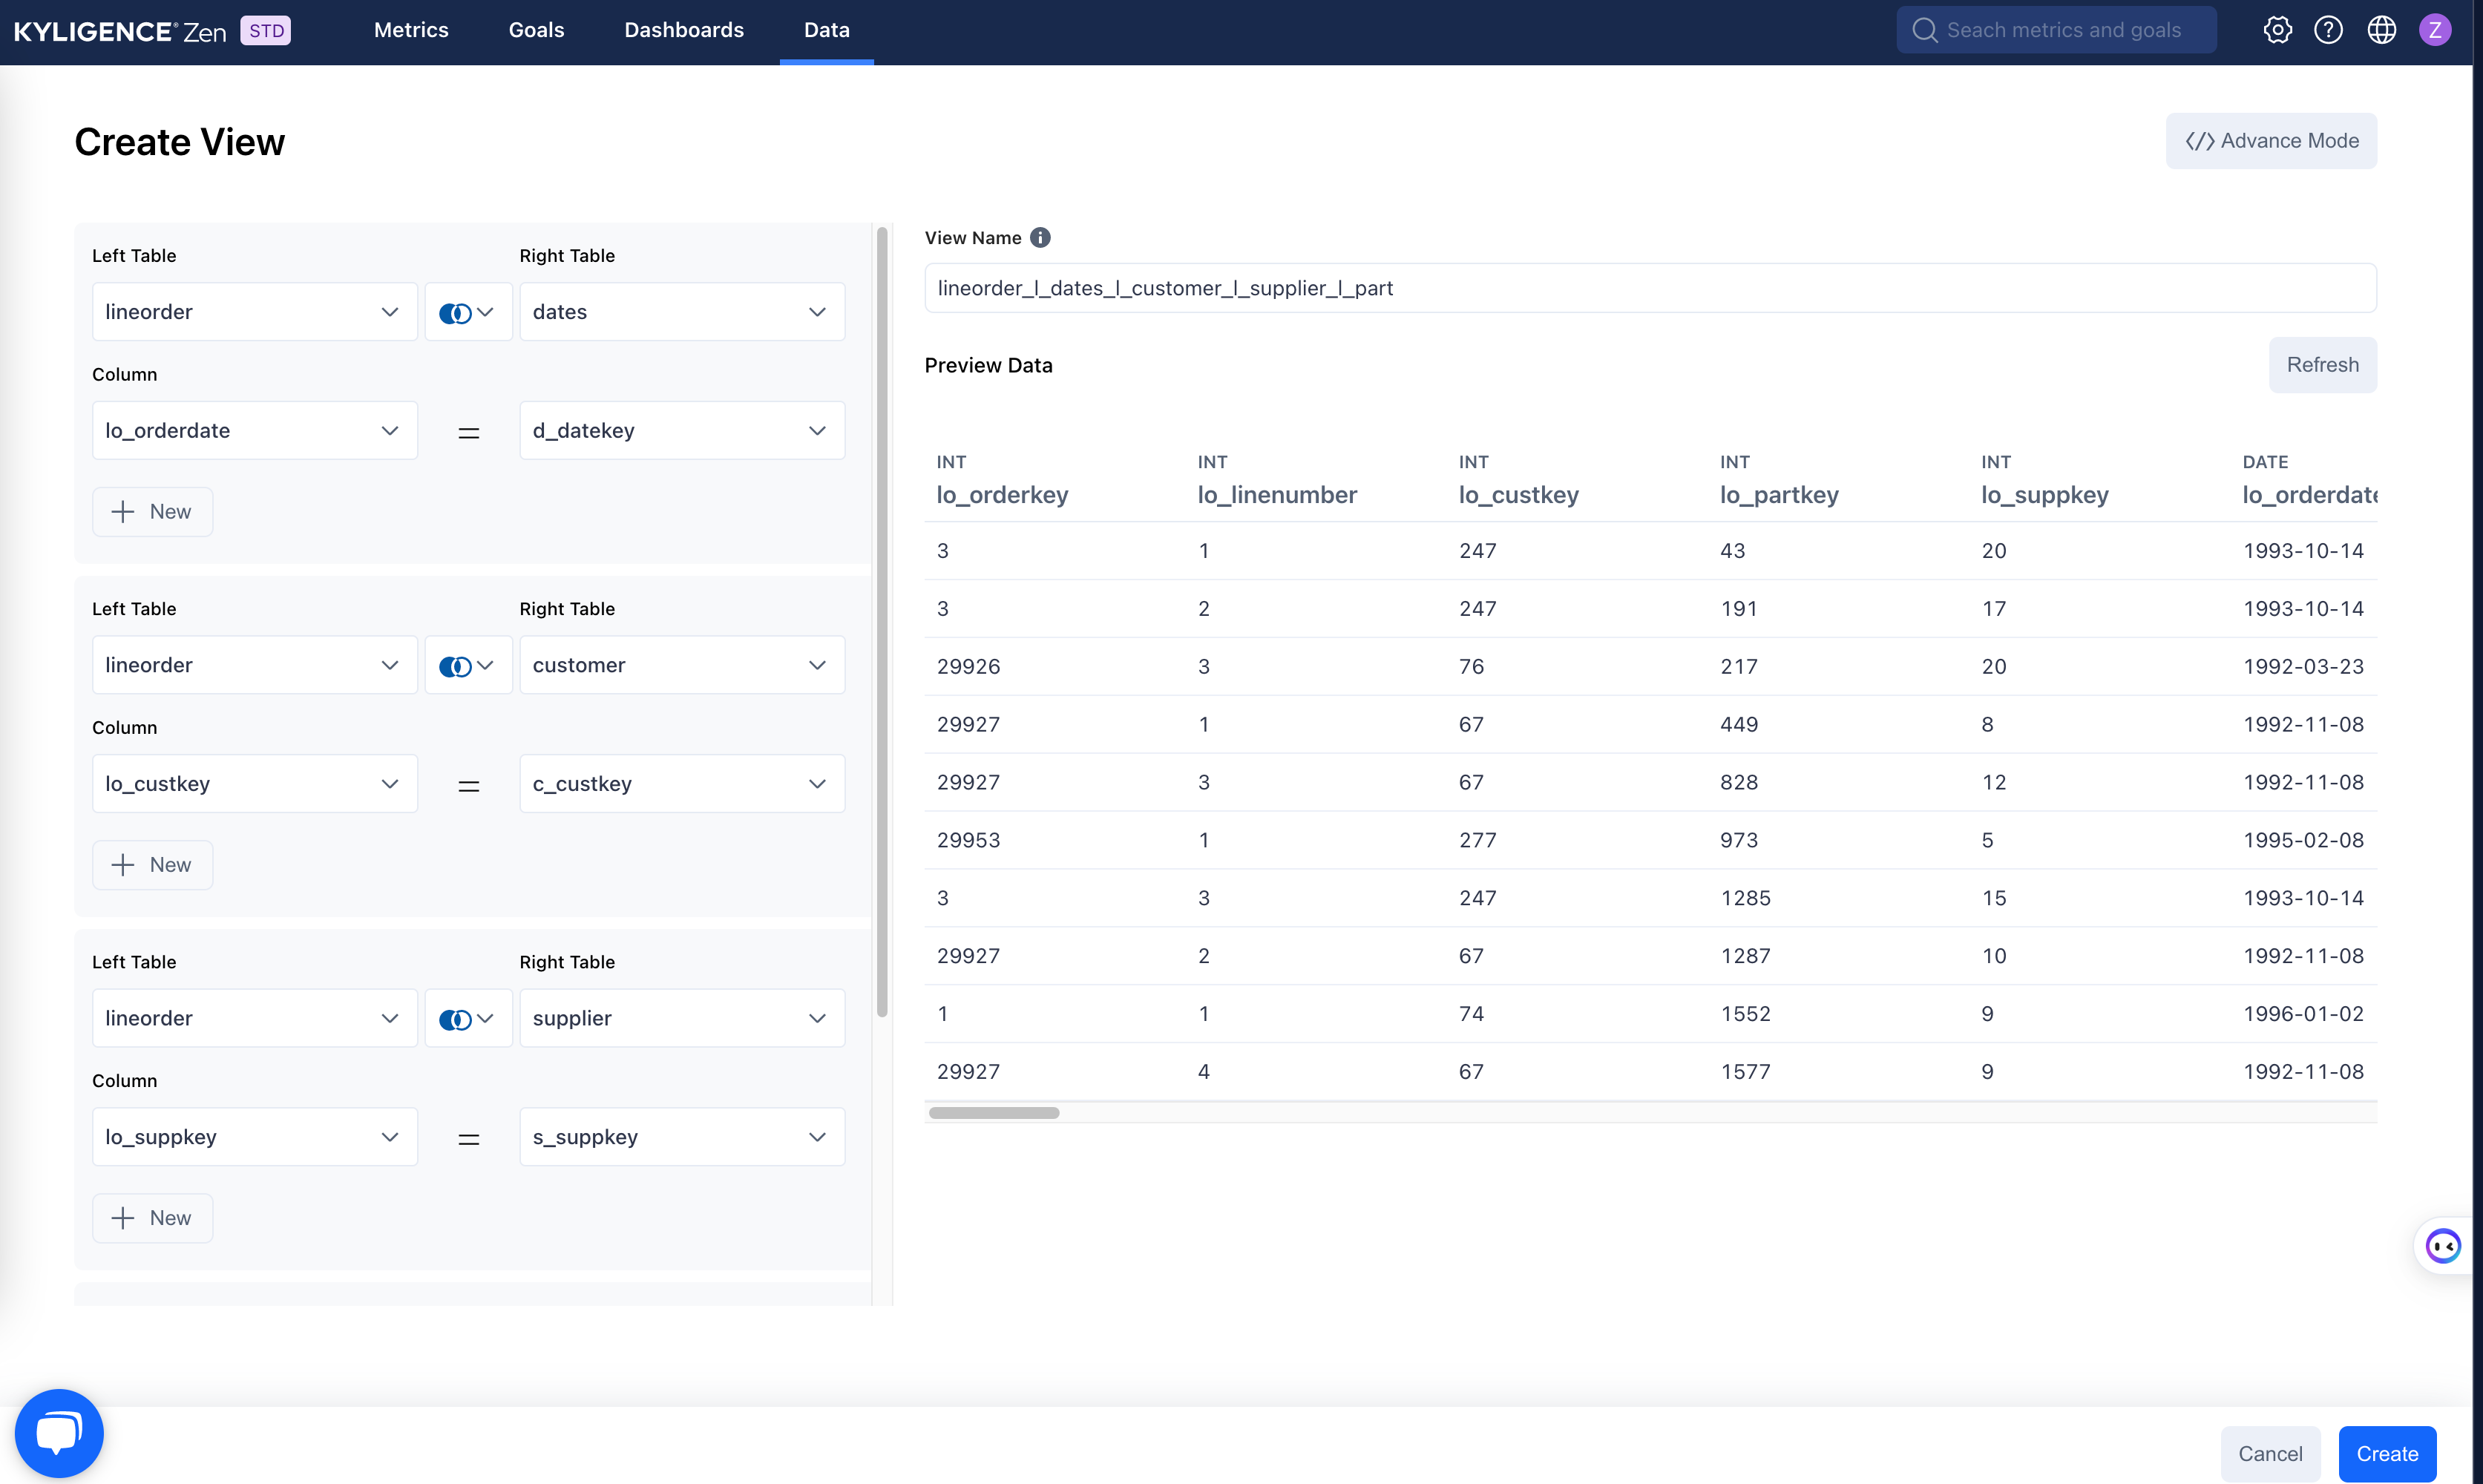 KYLIGENCE® Zen STD Metrics Goals Dashboards Data Seach metrics and goals Z
Create View
</> Advance Mode
Left Table Right Table
lineorder dates
Column
lo_orderdate = d_datekey
+ New
Left Table Right Table
lineorder customer
Column
lo_custkey = c_custkey
+ New
Left Table Right Table
lineorder supplier
Column
lo_suppkey = s_suppkey
+ New
View Name
lineorder_l_dates_l_customer_l_supplier_l_part
Preview Data Refresh
INT INT INT INT INT DATE
lo_orderkey lo_linenumber lo_custkey lo_partkey lo_suppkey lo_orderdate
3 1 247 43 20 1993-10-14
3 2 247 191 17 1993-10-14
29926 3 76 217 20 1992-03-23
29927 1 67 449 8 1992-11-08
29927 3 67 828 12 1992-11-08
29953 1 277 973 5 1995-02-08
3 3 247 1285 15 1993-10-14
29927 2 67 1287 10 1992-11-08
1 1 74 1552 9 1996-01-02
29927 4 67 1577 9 1992-11-08
Cancel Create